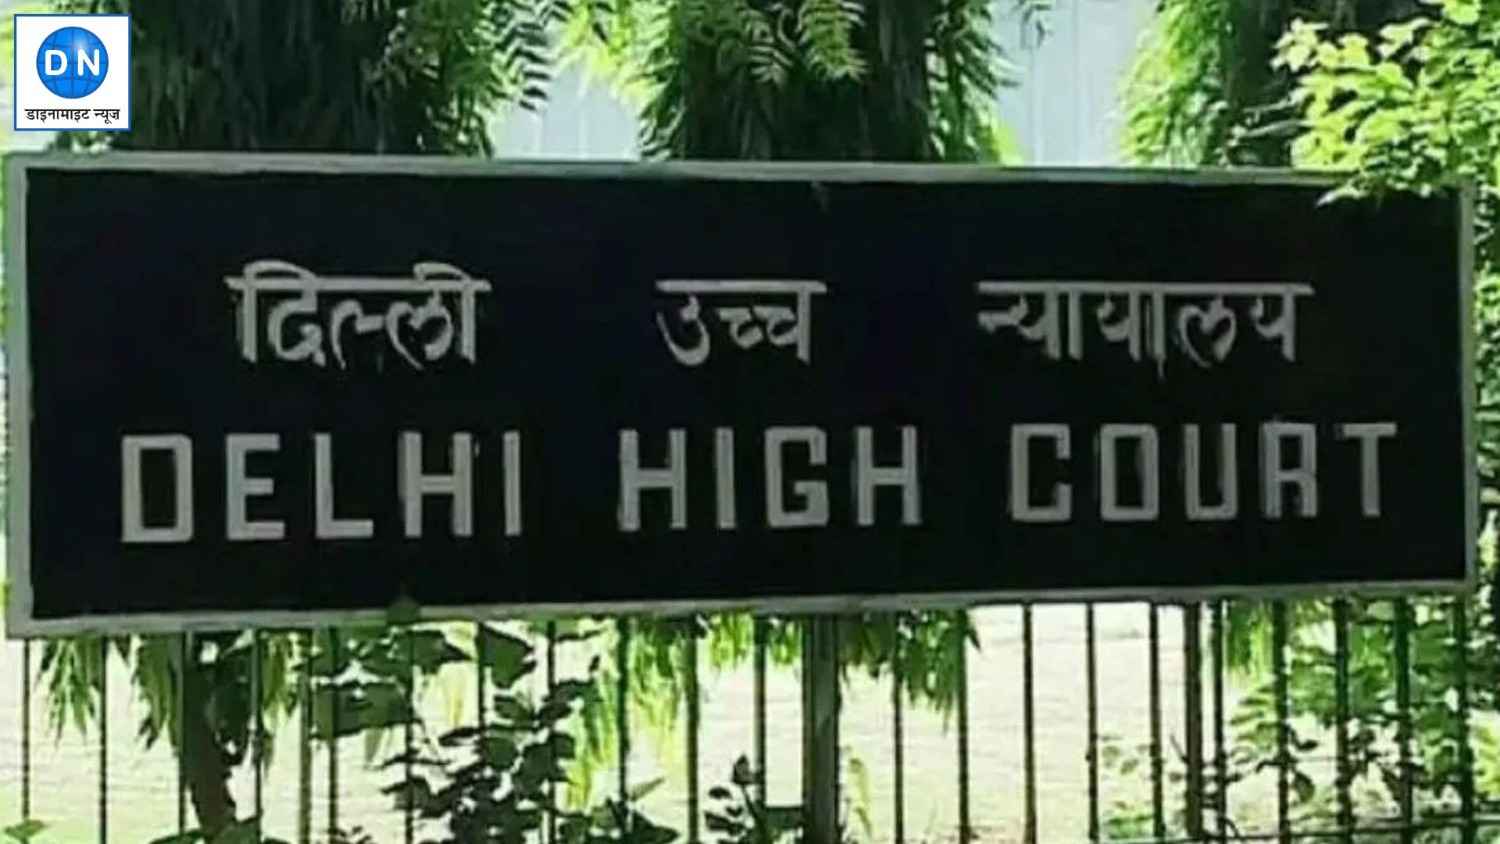 DN
डाइनामाइट न्यूज
दिल्ली उच्च न्यायालय
DELHI HIGH COURT